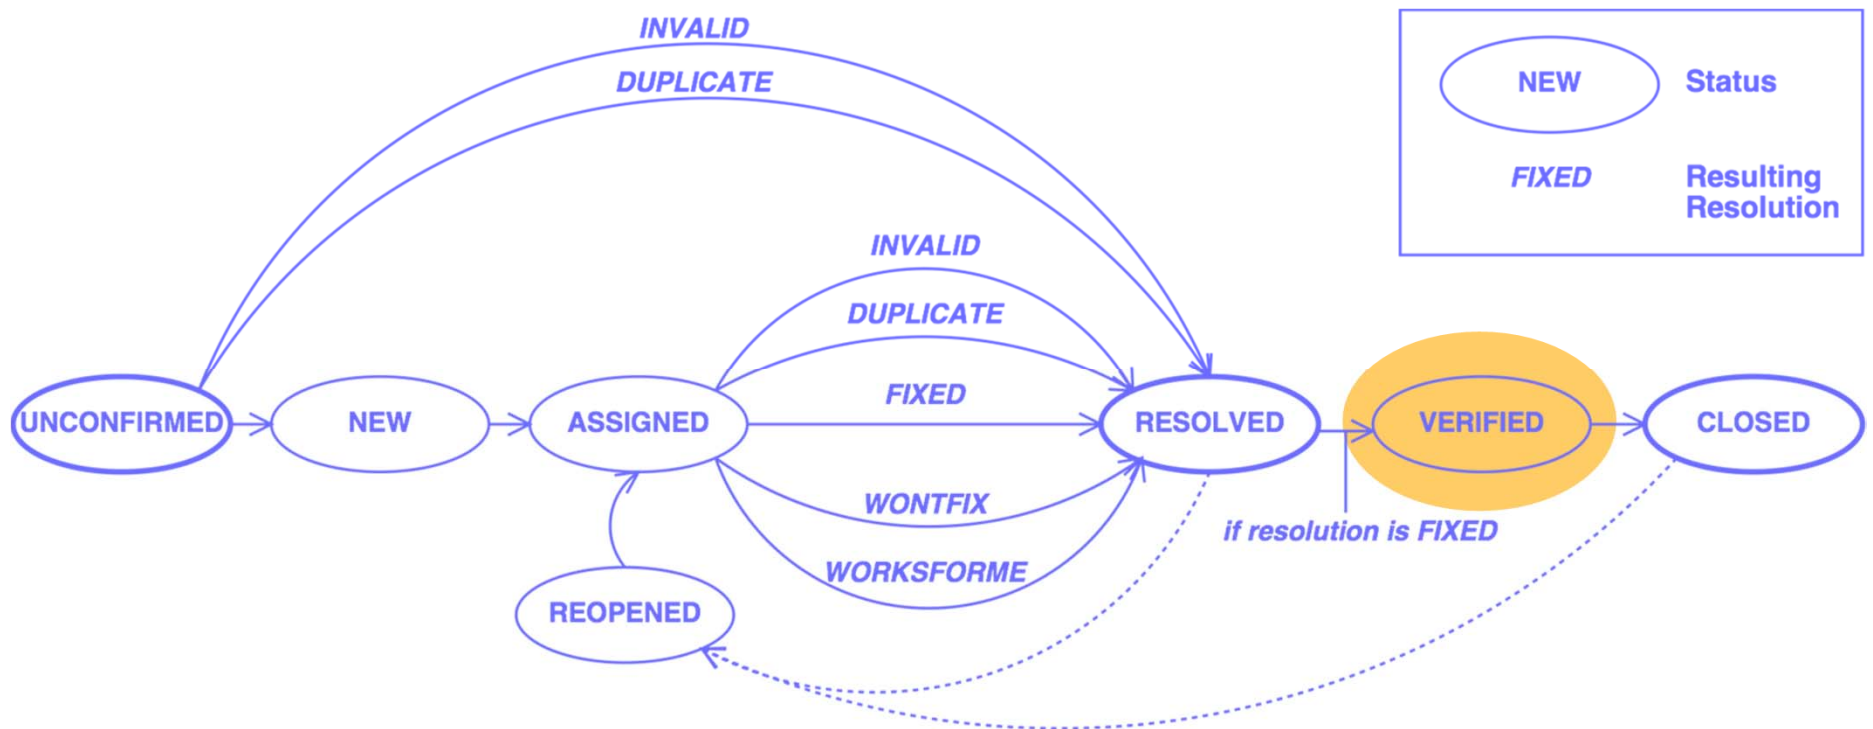 INVALID
DUPLICATE
NEW
Status
FIXED
Resulting
Resolution
INVALID
DUPLICATE
FIXED
UNCONFIRMED
NEW
ASSIGNED
RESOLVED
VERIFIED
CLOSED
WONTFIX
if resolution is FIXED
WORKSFORME
REOPENED